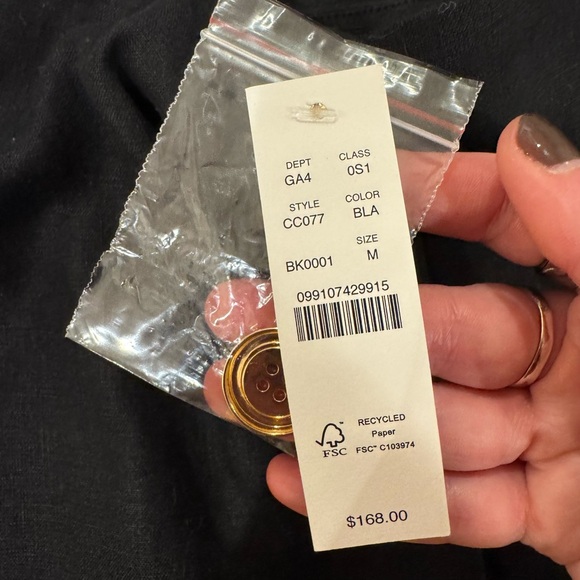 DEPT CLASS
GA4 0S1
STYLE COLOR
CC077 BLA
SIZE
BK0001 M
099107429915
RECYCLED
Paper
FSC™ C103974
FSC
$168.00